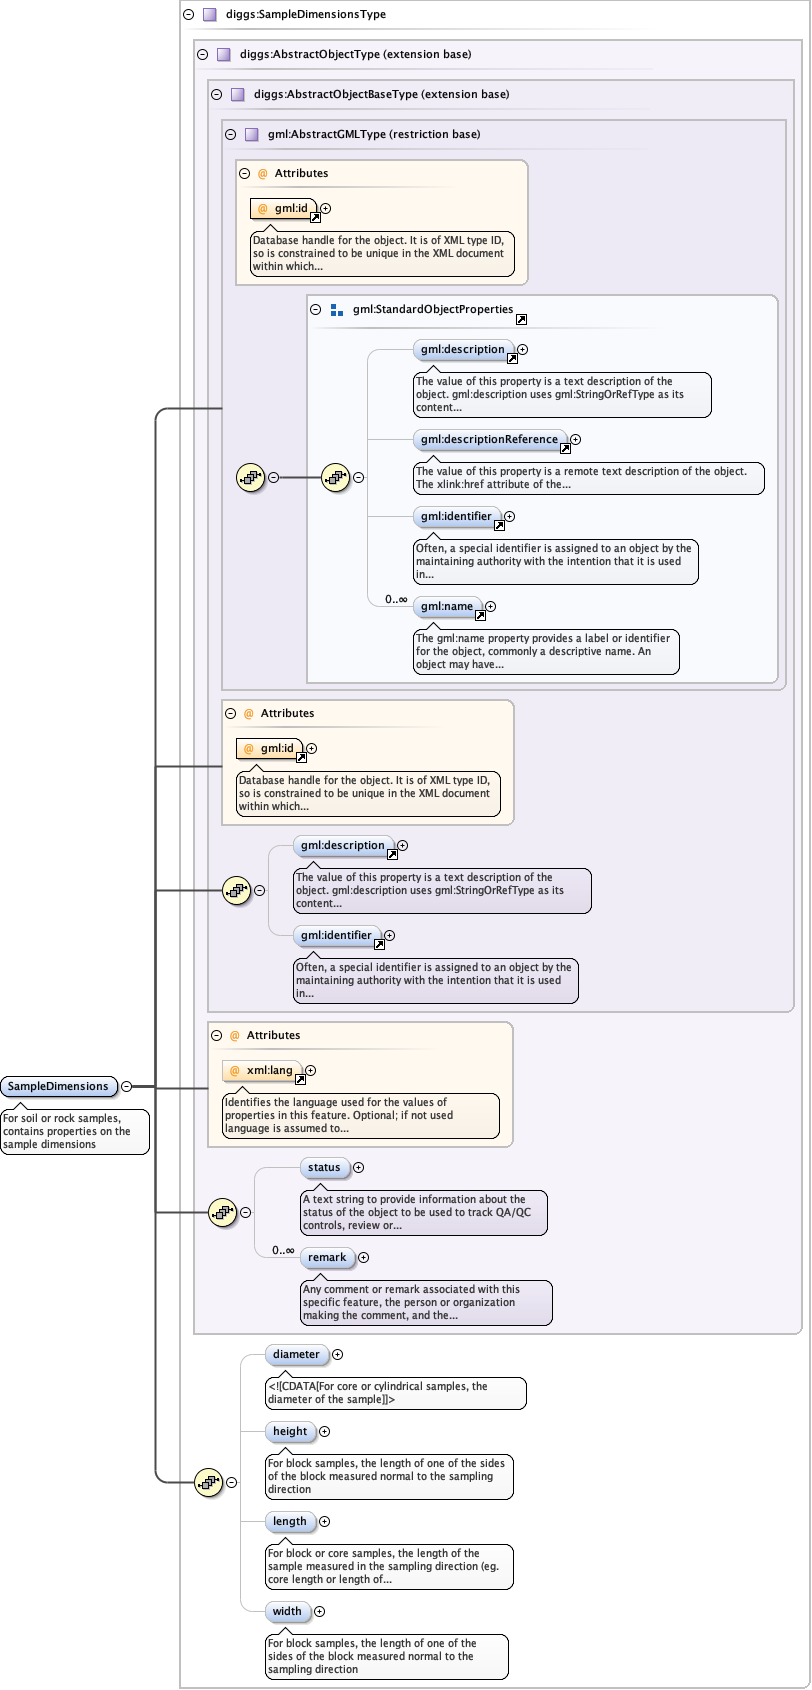 diggs:SampleDimensionsType
diggs:AbstractObjectType (extension base)
diggs:AbstractObjectBaseType (extension base)
gml:AbstractGMLType (restriction base)
@ Attributes
@ gml:id
Database handle for the object. It is of XML type ID,
so is constrained to be unique in the XML document
within which...
gml:StandardObjectProperties
gml:description
The value of this property is a text description of the
object. gml:description uses gml:StringOrRefType as its
content...
gml:descriptionReference
The value of this property is a remote text description of the object.
The xlink:href attribute of the...
gml:identifier
Often, a special identifier is assigned to an object by the
maintaining authority with the intention that it is used
in...
0..∞
gml:name
The gml:name property provides a label or identifier
for the object, commonly a descriptive name. An
object may have...
@ Attributes
@ gml:id
Database handle for the object. It is of XML type ID,
so is constrained to be unique in the XML document
within which...
gml:description
The value of this property is a text description of the
object. gml:description uses gml:StringOrRefType as its
content...
gml:identifier
Often, a special identifier is assigned to an object by the
maintaining authority with the intention that it is used
in...
@ Attributes
@ xml:lang
Identifies the language used for the values of
properties in this feature. Optional; if not used
language is assumed to...
SampleDimensions
For soil or rock samples,
contains properties on the
sample dimensions
status
A text string to provide information about the
status of the object to be used to track QA/QC
controls, review or...
0..∞
remark
Any comment or remark associated with this
specific feature, the person or organization
making the comment, and the...
diameter
<![CDATA[For core or cylindrical samples, the
diameter of the sample]]>
height
For block samples, the length of one of the sides
of the block measured normal to the sampling
direction
length
For block or core samples, the length of the
sample measured in the sampling direction (eg.
core length or length of...
width
For block samples, the length of one of the
sides of the block measured normal to the
sampling direction